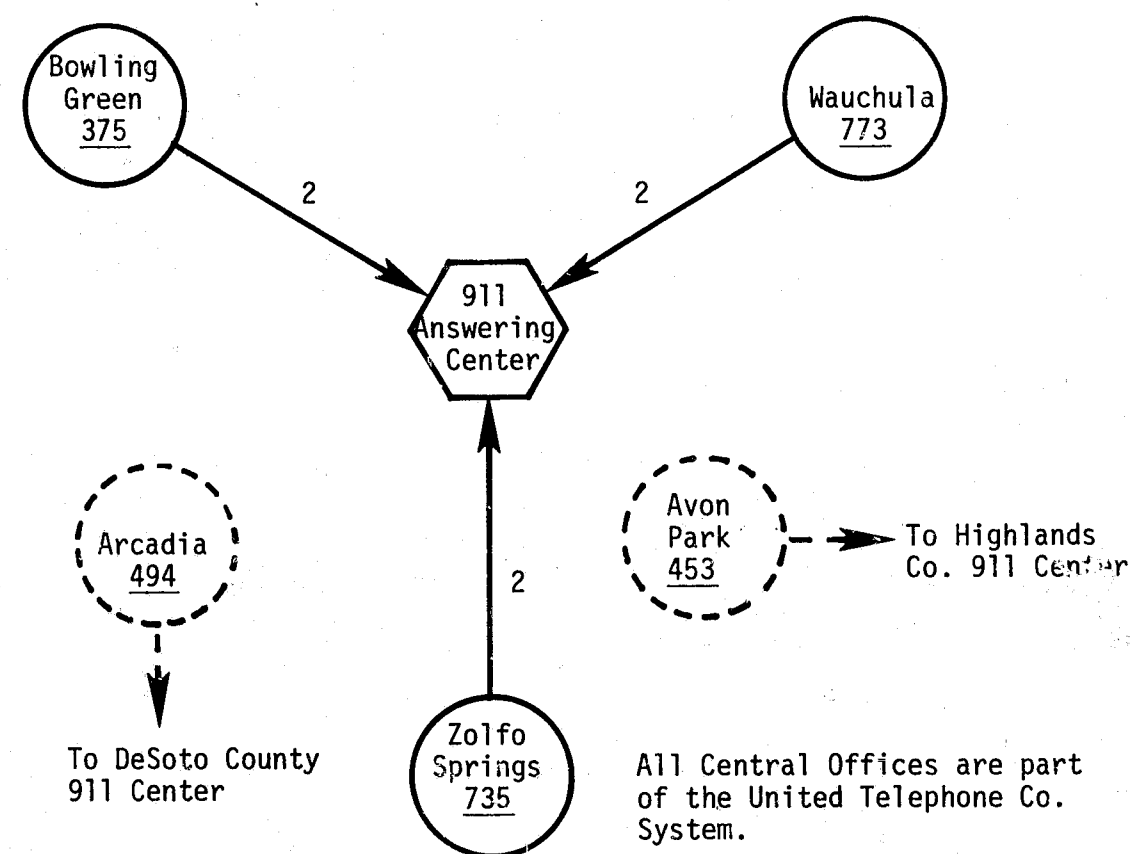 Bowling
Green
375
Wauchula
773
2
2
911
Answering
Center
Arcadia
494
Avon
Park
453
To Highlands
Co. 911 Center
2
To DeSoto County
911 Center
Zolfo
Springs
735
All Central Offices are part
of the United Telephone Co.
System.